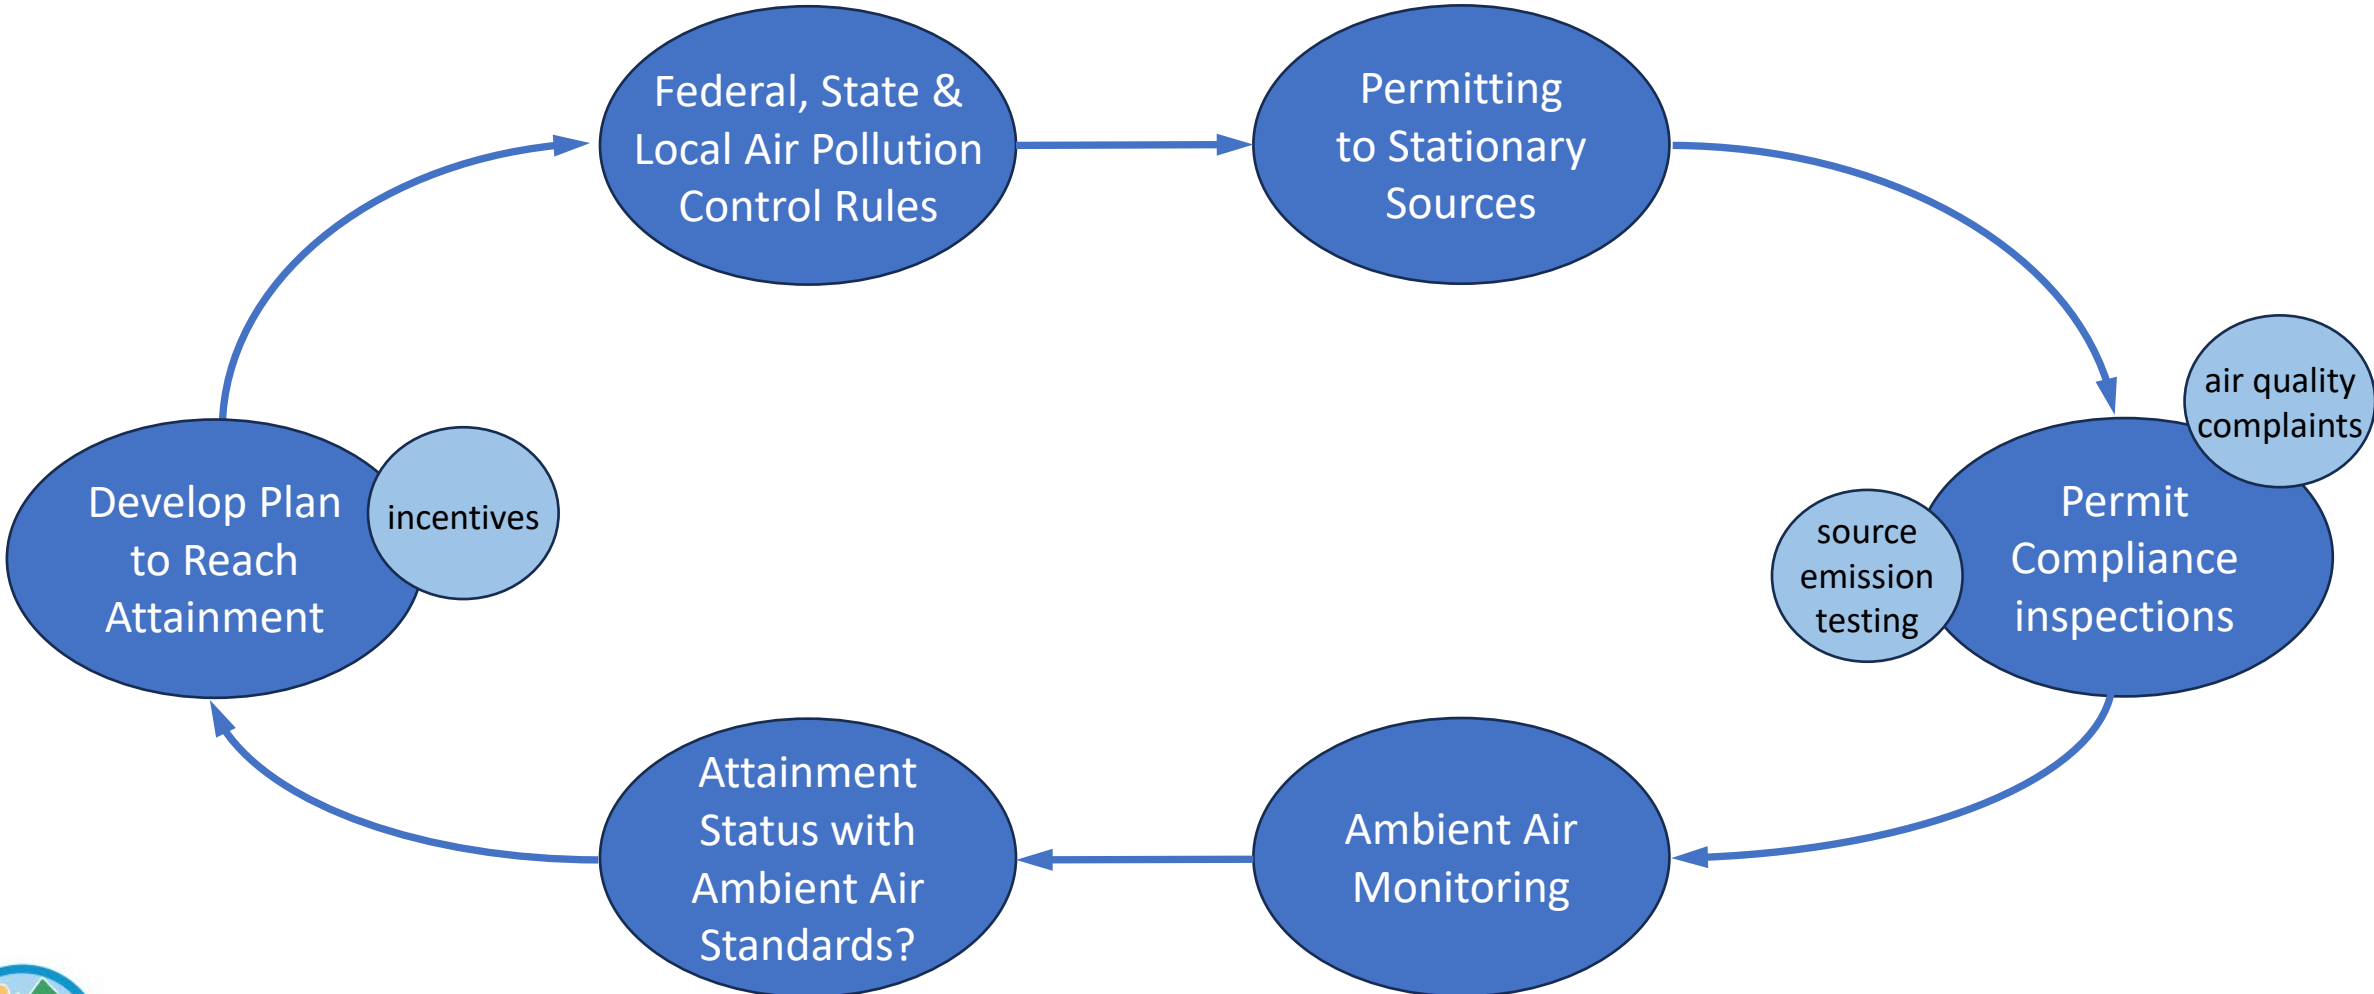 Federal, State &
Local Air Pollution
Control Rules
Permitting
to Stationary
Sources
air quality
complaints
Develop Plan
to Reach
Attainment
incentives
source
emission
testing
Permit
Compliance
inspections
Attainment
Status with
Ambient Air
Standards?
Ambient Air
Monitoring